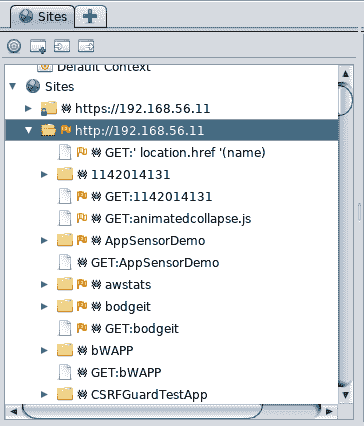 Sites
Default Context
Sites
https://192.168.56.11
http://192.168.56.11
GET:' location.href '(name)
1142014131
GET:1142014131
GET:animatedcollapse.js
AppSensorDemo
GET:AppSensorDemo
awstats
bodgeit
GET:bodgeit
bWAPP
GET:bWAPP
CSRFGuardTestApp